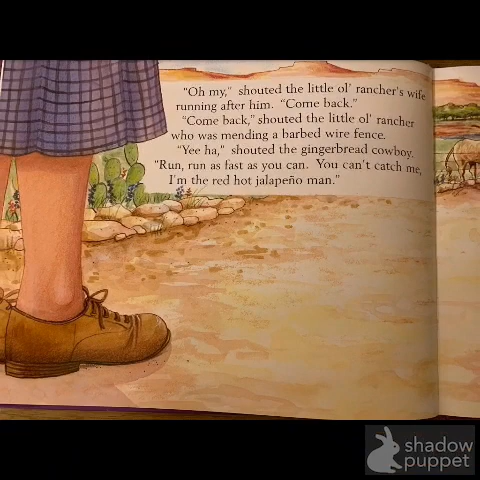 "Oh my," shouted the little ol' rancher's wife
running after him. "Come back."
"Come back," shouted the little ol' rancher
who was mending a barbed wire fence.
"Yee ha," shouted the gingerbread cowboy.
"Run, run as fast as you can. You can't catch me,
I'm the red hot jalapeño man."
shadow
puppet